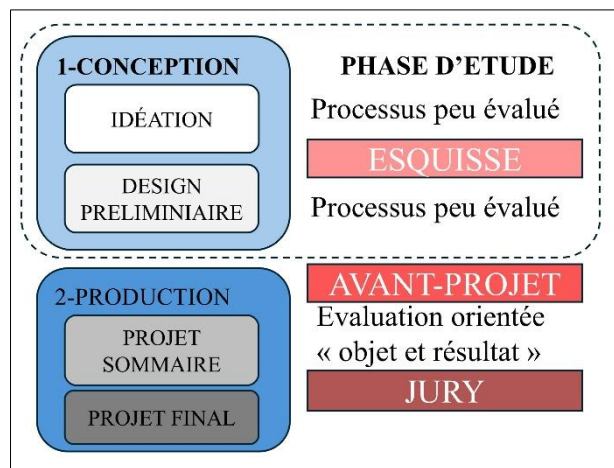 1-CONCEPTION
IDÉATION
DESIGN
PRELIMINIAIRE
PHASE D’ETUDE
Processus peu évalué
ESQUISSE
Processus peu évalué
2-PRODUCTION
PROJET
SOMMAIRE
PROJET FINAL
AVANT-PROJET
Evaluation orientée
« objet et résultat »
JURY